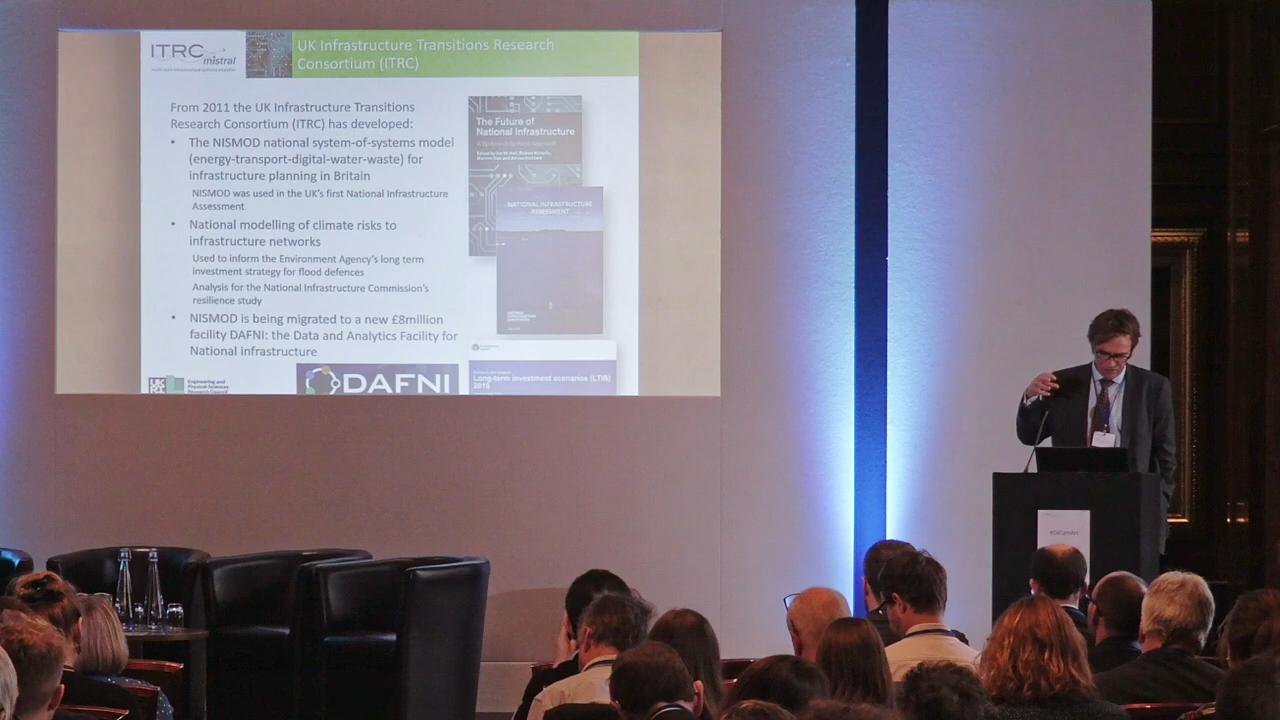 ITRC
mistral
UK Infrastructure Transitions Research
Consortium (ITRC)
From 2011 the UK Infrastructure Transitions
Research Consortium (ITRC) has developed:
• The NISMOD national system-of-systems model
(energy-transport-digital-water-waste) for
infrastructure planning in Britain
NISMOD was used in the UK's first National Infrastructure
Assessment
• National modelling of climate risks to
infrastructure networks
Used to inform the Environment Agency's long term
investment strategy for flood defences
Analysis for the National Infrastructure Commission's
resilience study
• NISMOD is being migrated to a new £8million
facility DAFNI: the Data and Analytics Facility for
National infrastructure
The Future of
National Infrastructure
NATIONAL INFRASTRUCTURE
ASSESSMENT
Engineering and
Physical Sciences
Research Council
DAFNI
Long-term investment scenarios (LTIS)